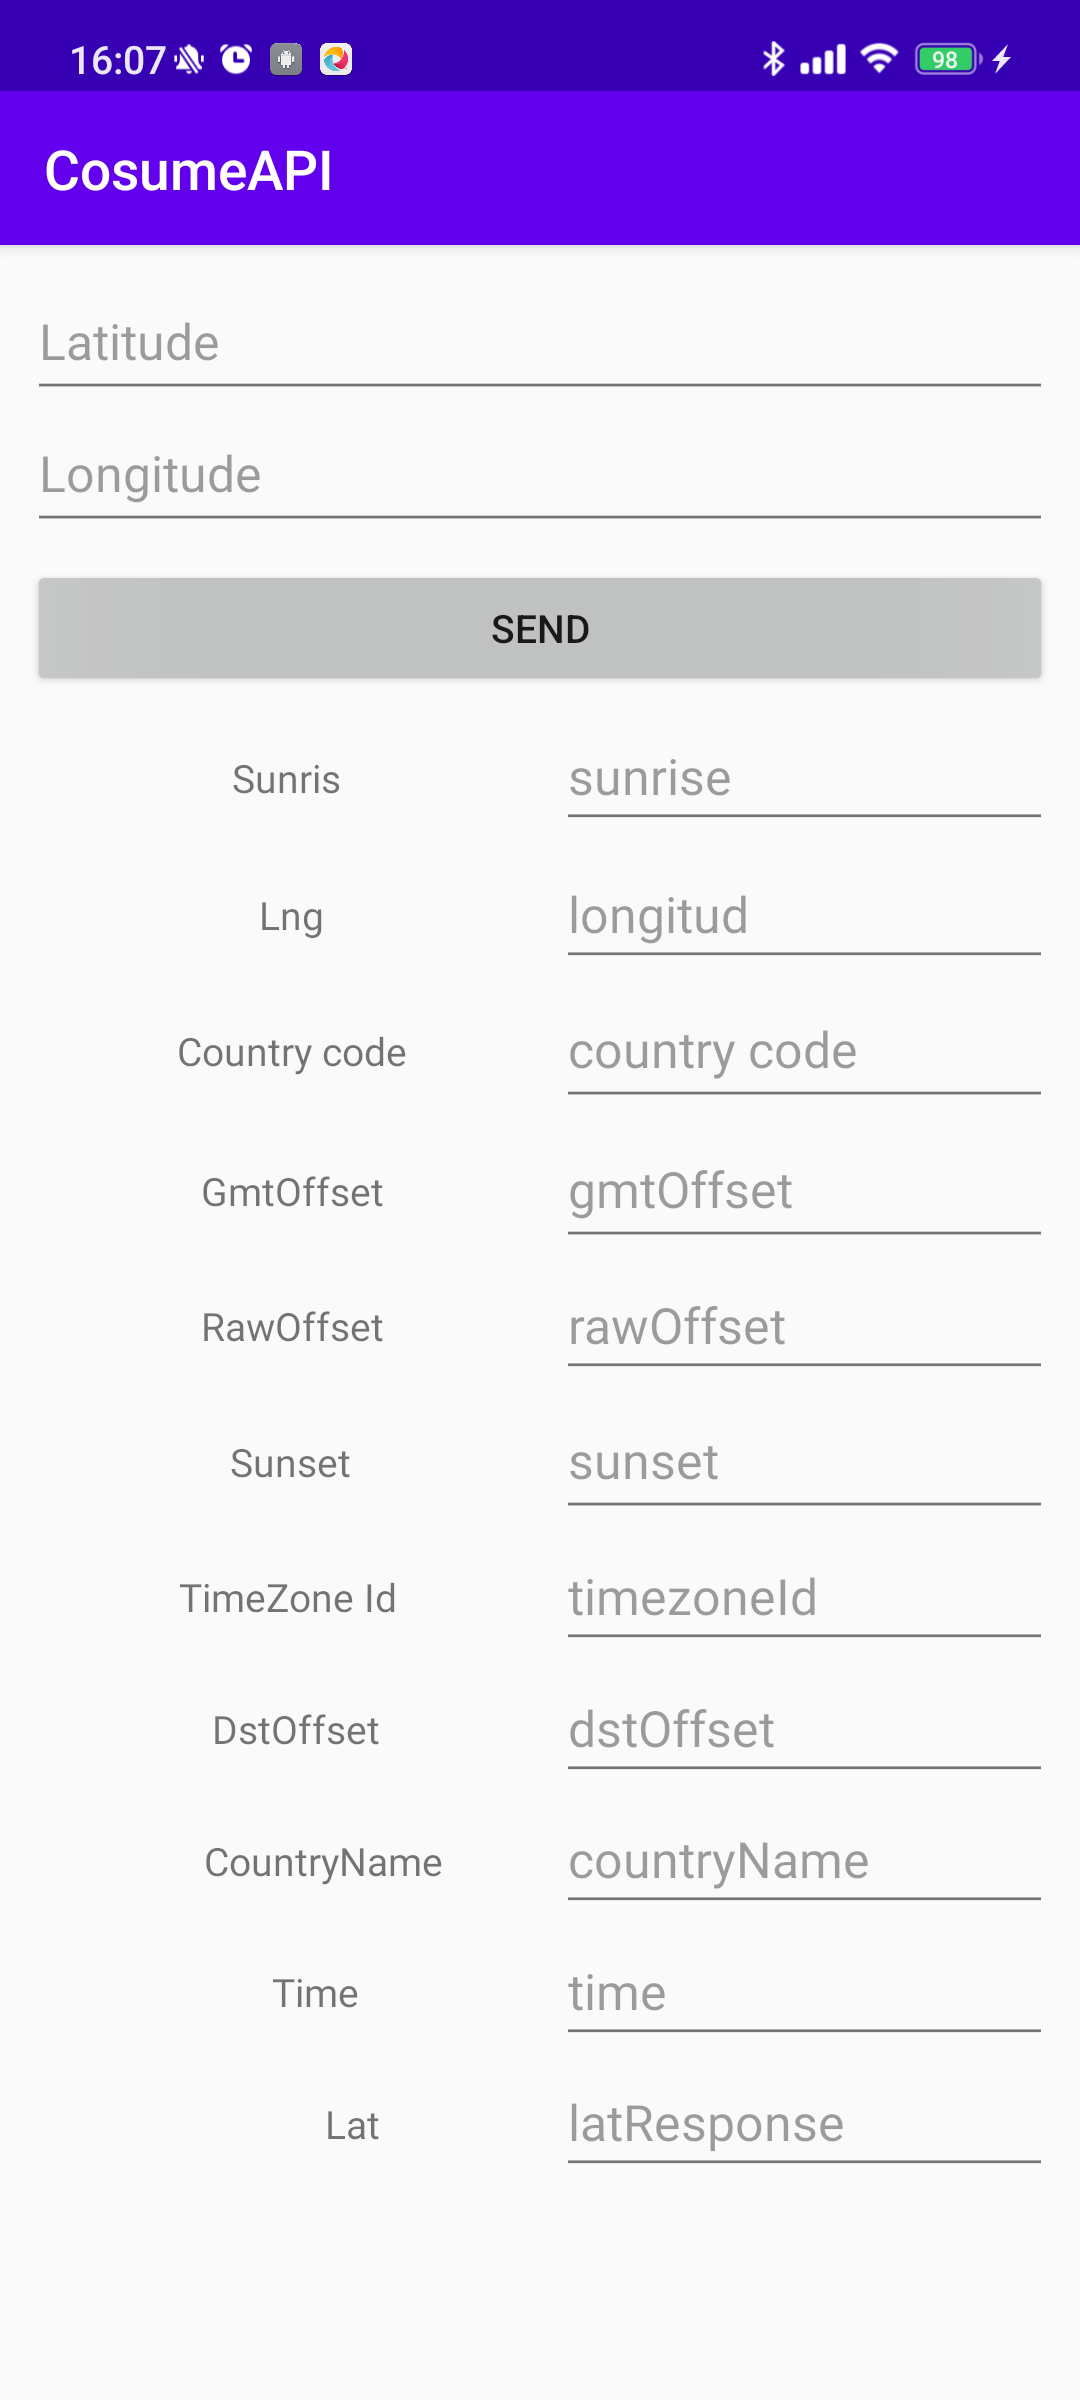 16:07 98
CosumeAPI
Latitude
Longitude
SEND
Sunris sunrise
Lng longitud
Country code country code
GmtOffset gmtOffset
RawOffset rawOffset
Sunset sunset
TimeZone Id timezoneId
DstOffset dstOffset
CountryName countryName
Time time
Lat latResponse